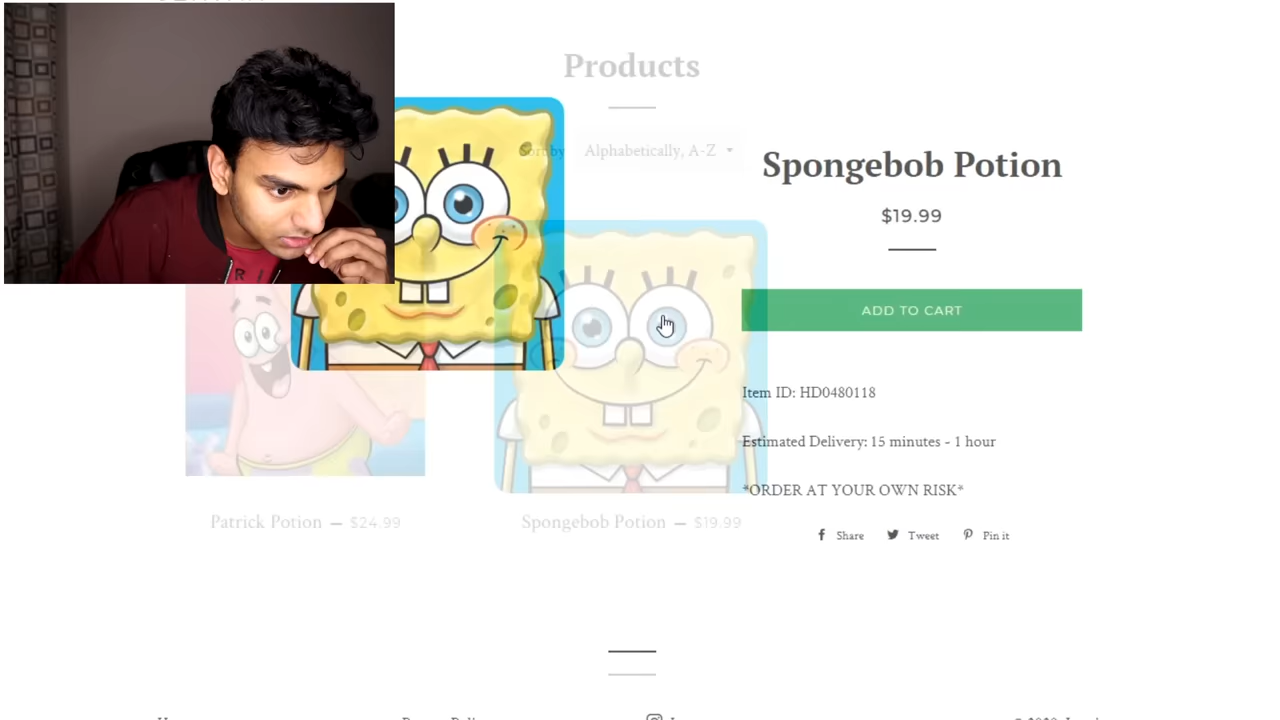 Products
Sort by
Alphabetically, A-Z
Spongebob Potion
$19.99
ADD TO CART
Item ID: HD0480118
Estimated Delivery: 15 minutes - 1 hour
*ORDER AT YOUR OWN RISK*
Patrick Potion — $24.99
Spongebob Potion — $19.99
Share
Tweet
Pin it